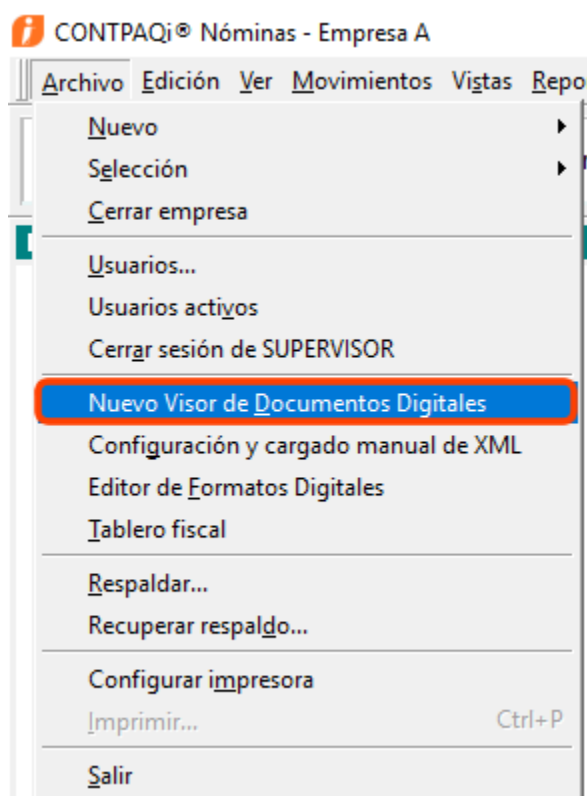 CONTPAQi® Nóminas - Empresa A
Archivo Edición Ver Movimientos Vistas Repo
Nuevo
Selección
Cerrar empresa
Usuarios...
Usuarios activos
Cerrar sesión de SUPERVISOR
Nuevo Visor de Documentos Digitales
Configuración y cargado manual de XML
Editor de Formatos Digitales
Tablero fiscal
Respaldar...
Recuperar respaldo...
Configurar impresora
Imprimir... Ctrl+P
Salir